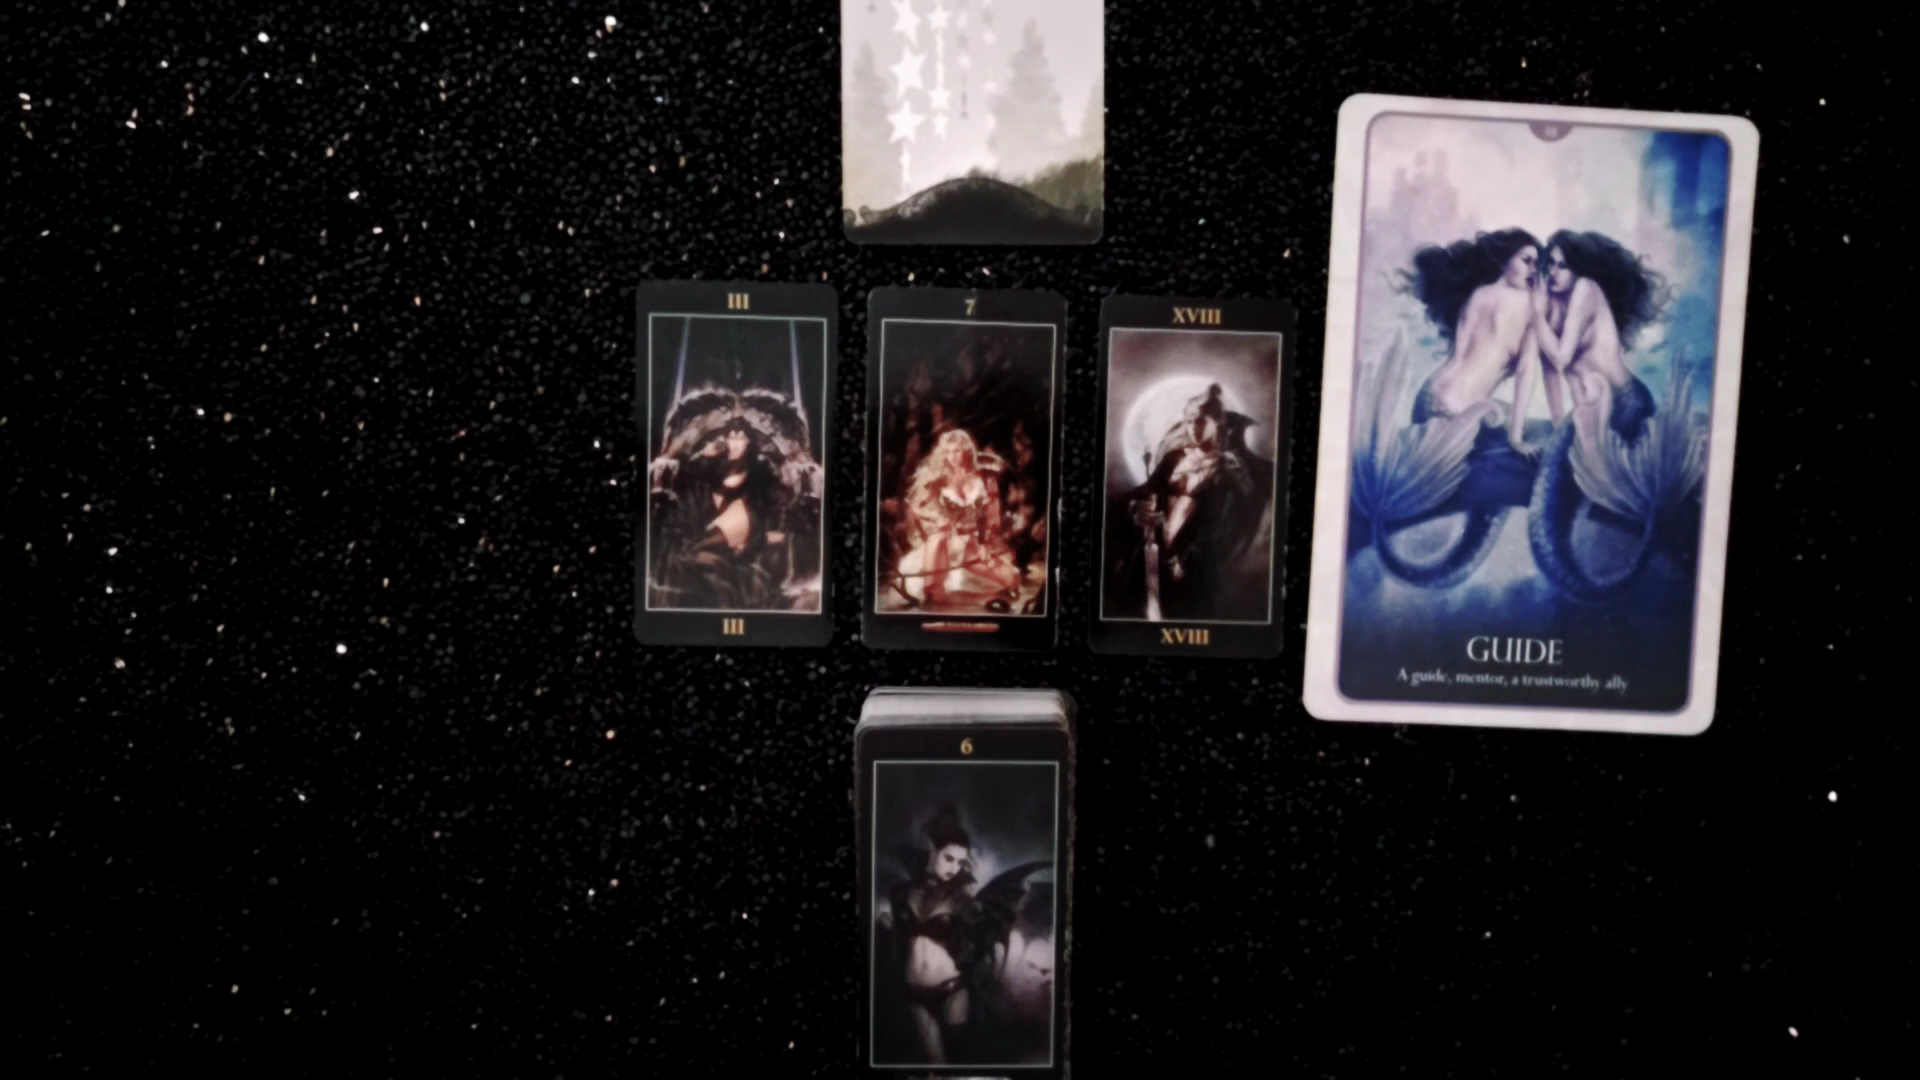 III
7
XVIII
III
XVIII
GUIDE
A guide, mentor, a trustworthy ally
6